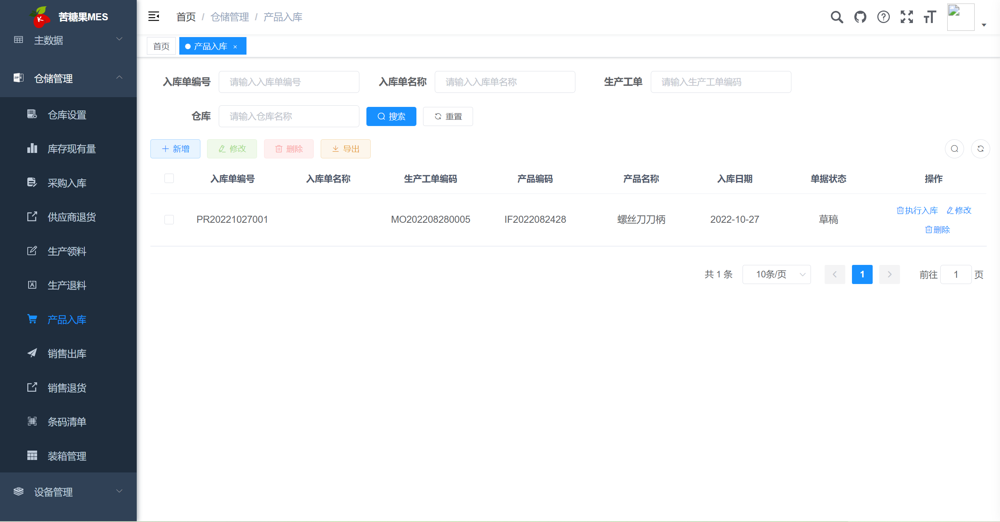 苦糖果MES
主数据
仓储管理
仓库设置
库存现有量
采购入库
供应商退货
生产领料
生产退料
产品入库
销售出库
销售退货
条码清单
装箱管理
设备管理
首页 / 仓储管理 / 产品入库
首页 产品入库 ×
入库单编号 请输入入库单编号 入库单名称 请输入入库单名称 生产工单 请输入生产工单编码
仓库 请输入仓库名称 搜索 重置
新增 修改 删除 导出
入库单编号 入库单名称 生产工单编码 产品编码 产品名称 入库日期 单据状态 操作
PR20221027001 MO202208280005 IF2022082428 螺丝刀刀柄 2022-10-27 草稿 执行入库 修改
删除
共 1 条 10条/页 1 前往 1 页